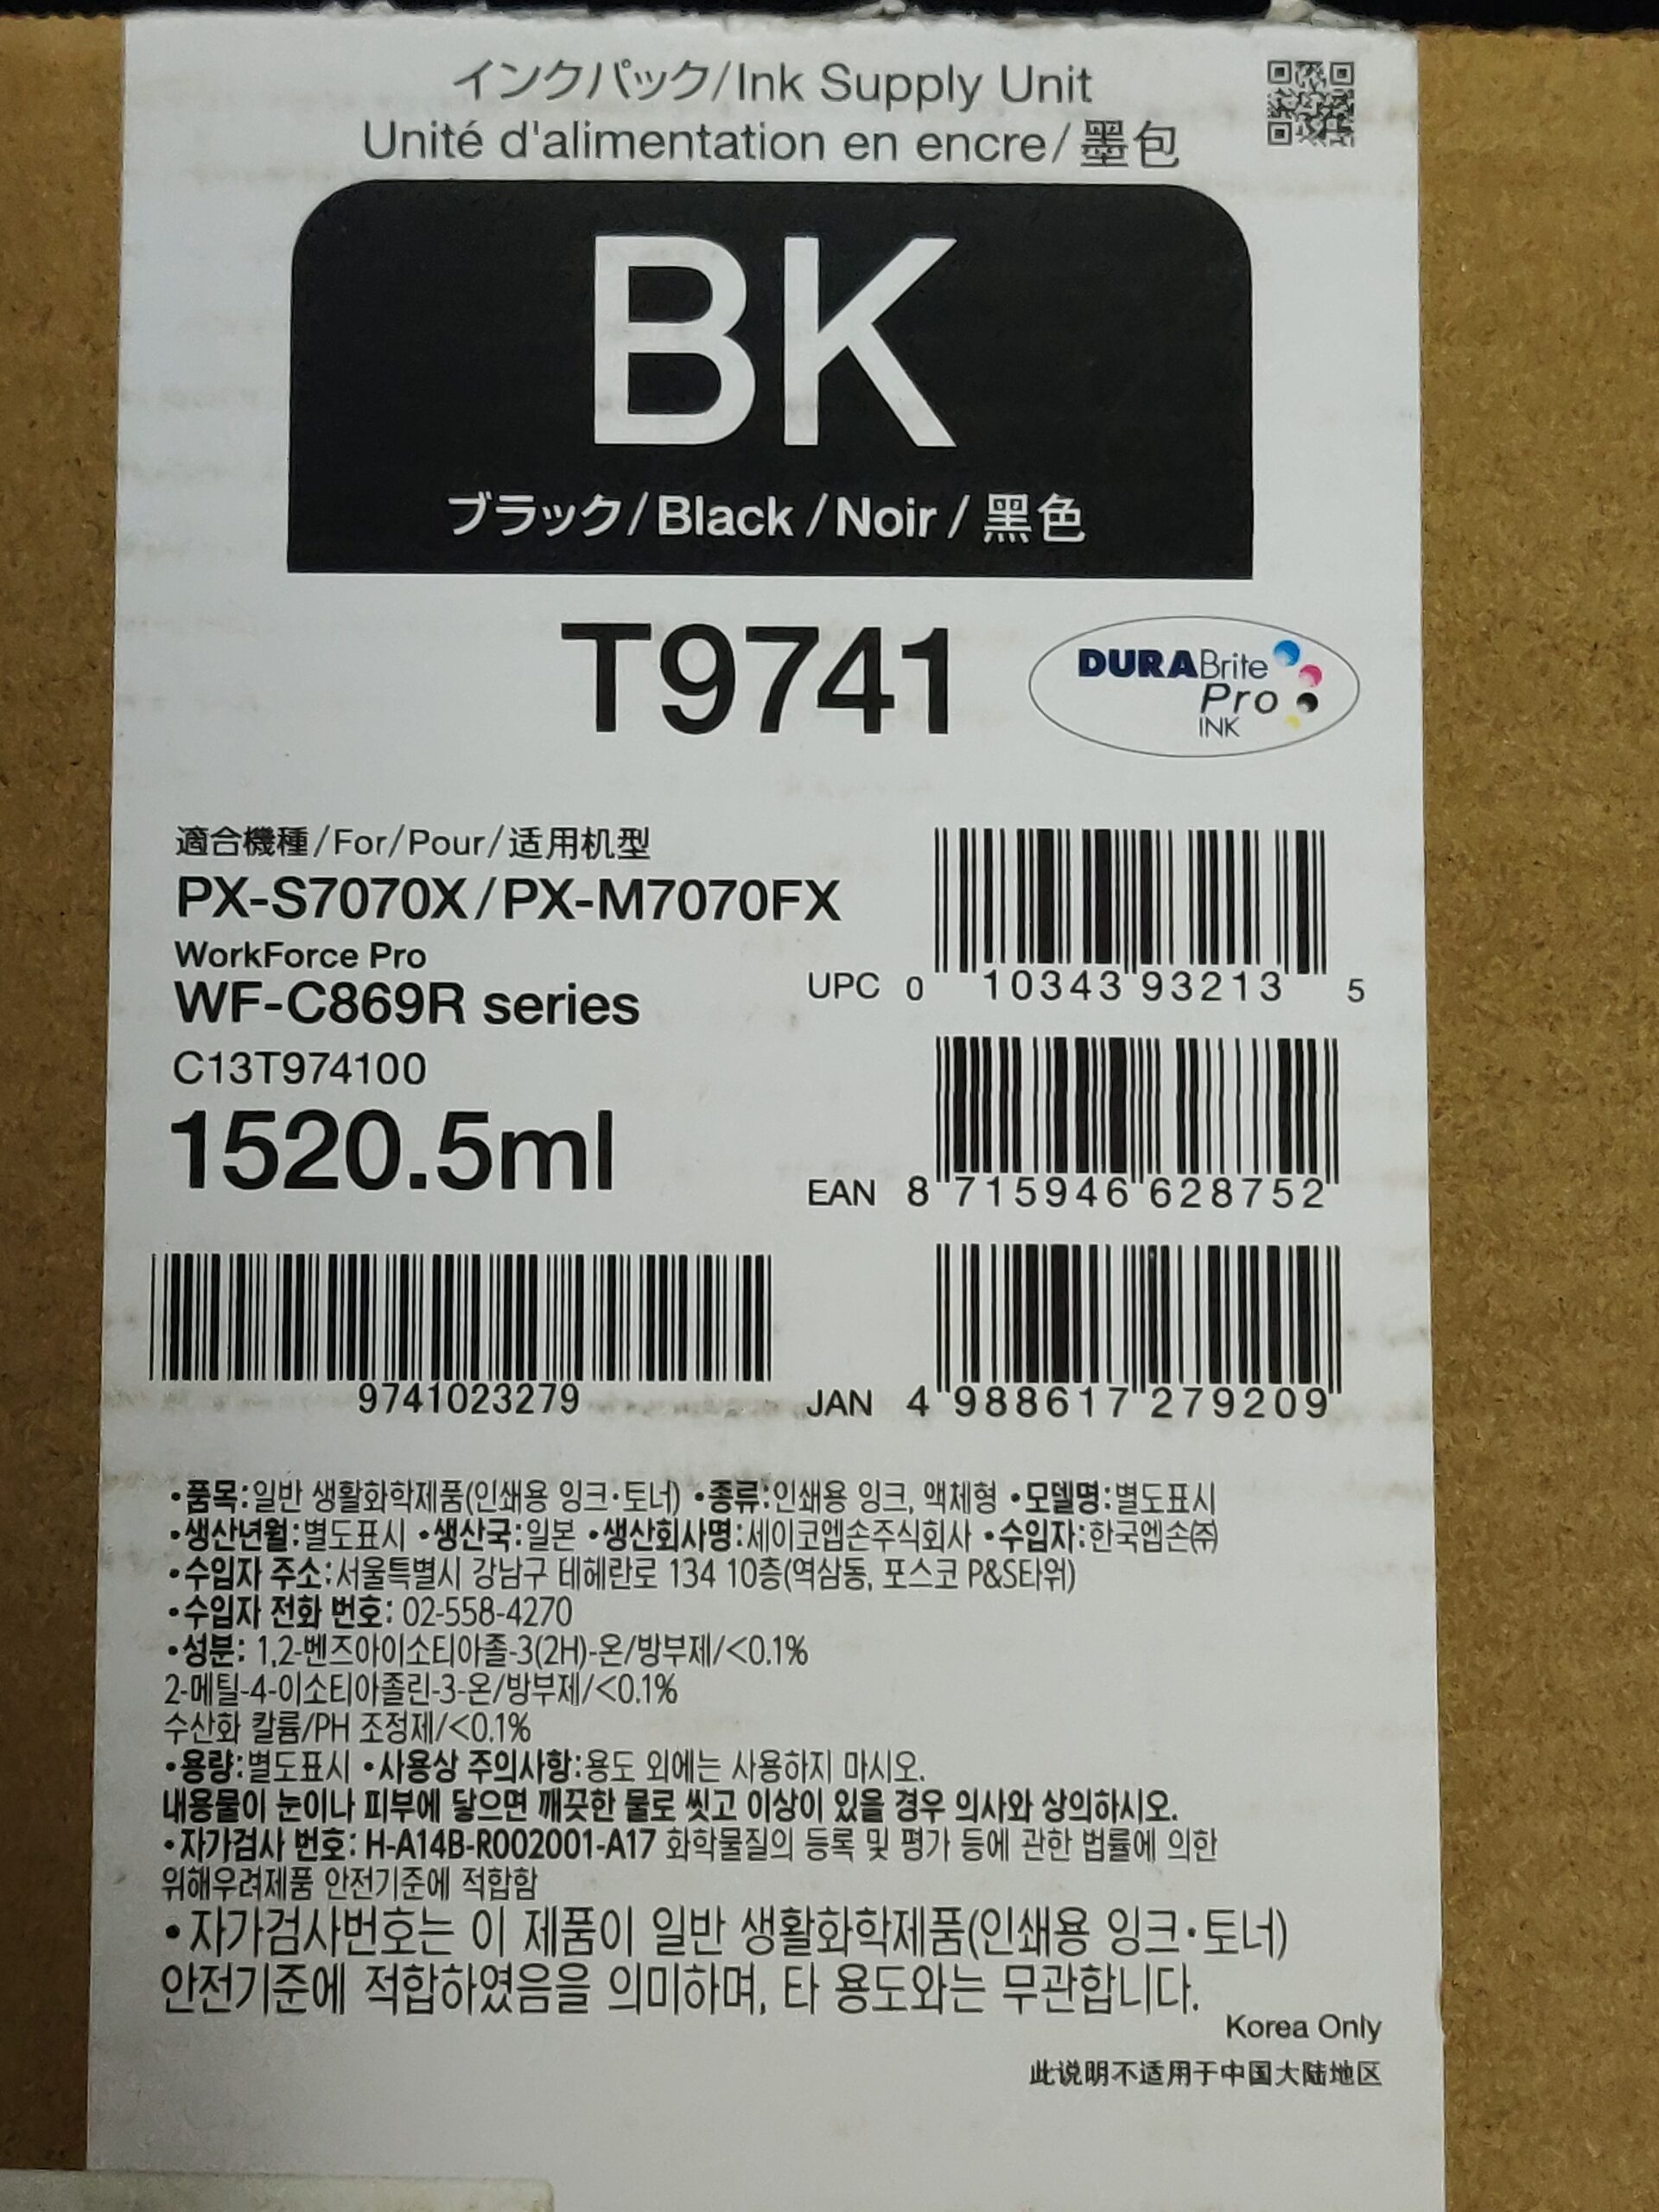 インクパック/Ink Supply Unit
Unité d'alimentation en encre/墨包
BK
ブラック/Black/Noir/黑色
T9741
DURABrite
Pro
INK
適合機種/For/Pour/适用机型
PX-S7070X/PX-M7070FX
WorkForce Pro
WF-C869R series
C13T974100
1520.5ml
UPC 0 10343 93213 5
EAN 8 715946 628752
9741023279
JAN 4 988617 279209
•품목:일반 생활화학제품(인쇄용 잉크·토너) •종류:인쇄용 잉크, 액체형 •모델명:별도표시
•생산년월:별도표시 •생산국:일본 •생산회사명:세이코엡손주식회사 •수입자:한국엡손㈜
•수입자 주소:서울특별시 강남구 테헤란로 134 10층(역삼동, 포스코 P&S타워)
•수입자 전화 번호: 02-558-4270
•성분: 1,2-벤즈아이소티아졸-3(2H)-온/방부제/<0.1%
2-메틸-4-이소티아졸린-3-온/방부제/<0.1%
수산화 칼륨/PH 조정제/<0.1%
•용량:별도표시 •사용상 주의사항:용도 외에는 사용하지 마시오.
내용물이 눈이나 피부에 닿으면 깨끗한 물로 씻고 이상이 있을 경우 의사와 상의하시오.
•자가검사 번호: H-A14B-R002001-A17 화학물질의 등록 및 평가 등에 관한 법률에 의한
위해우려제품 안전기준에 적합함
•자가검사번호는 이 제품이 일반 생활화학제품(인쇄용 잉크·토너)
안전기준에 적합하였음을 의미하며, 타 용도와는 무관합니다.
Korea Only
此说明不适用于中国大陆地区